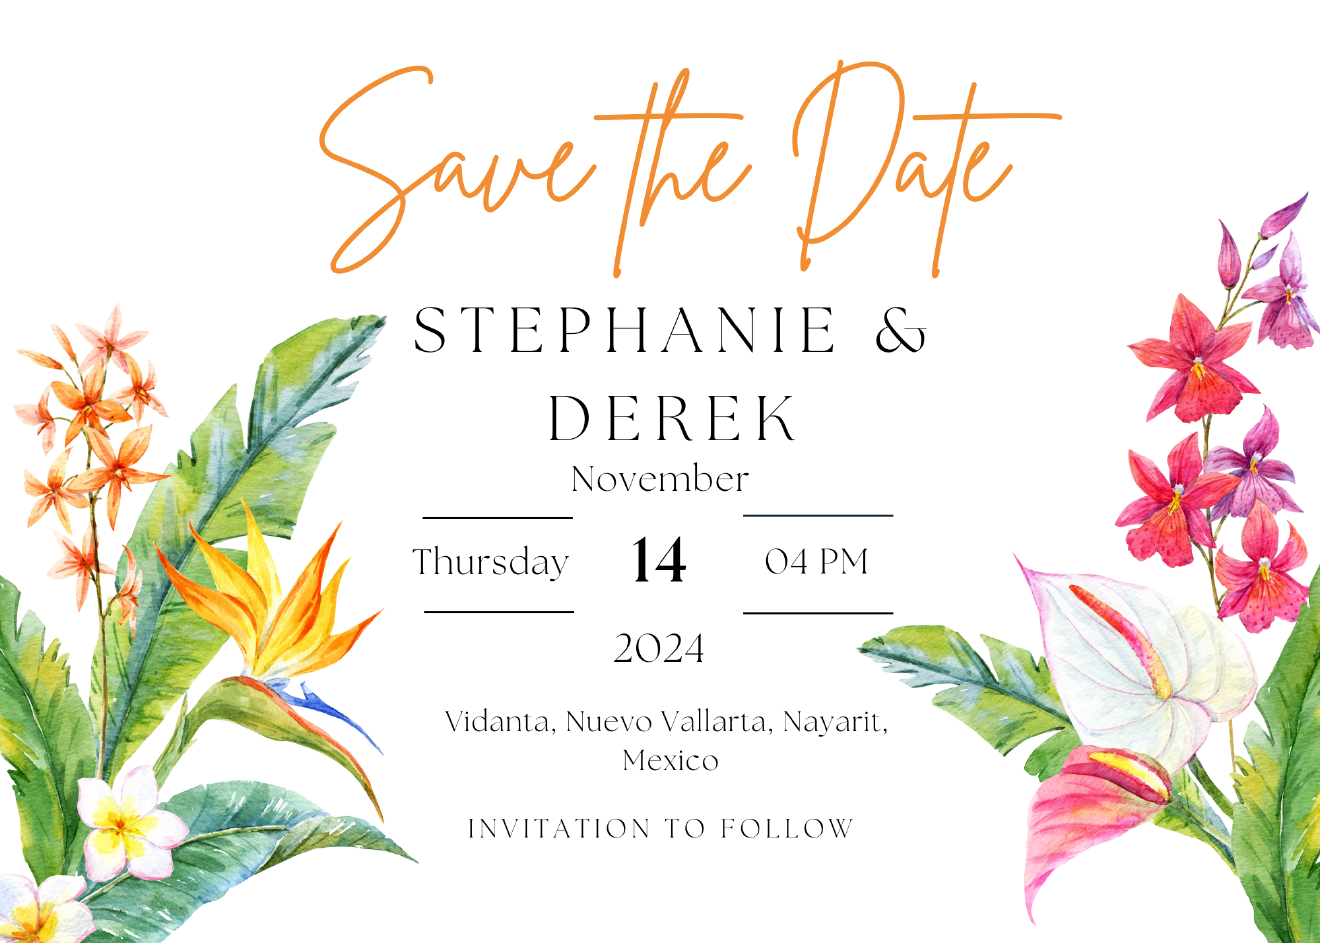 Save the Date
STEPHANIE &
DEREK
November
Thursday 14 04 PM
2024
Vidanta, Nuevo Vallarta, Nayarit,
Mexico
INVITATION TO FOLLOW